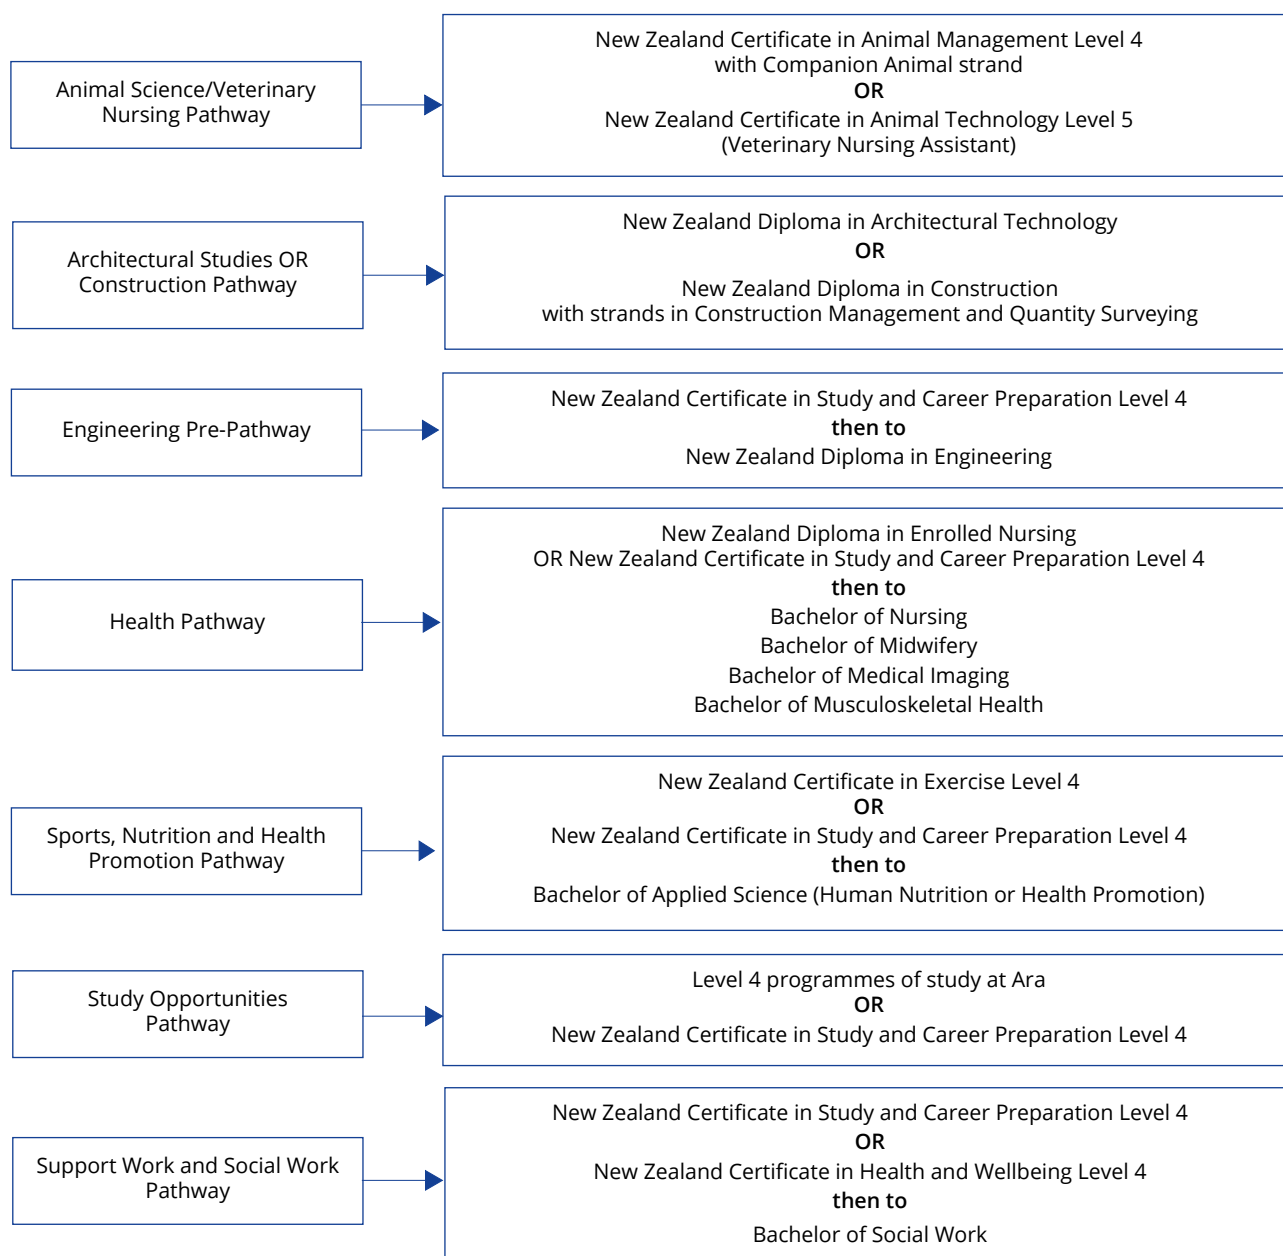 Animal Science/Veterinary
Nursing Pathway
New Zealand Certificate in Animal Management Level 4
with Companion Animal strand
OR
New Zealand Certificate in Animal Technology Level 5
(Veterinary Nursing Assistant)
Architectural Studies OR
Construction Pathway
New Zealand Diploma in Architectural Technology
OR
New Zealand Diploma in Construction
with strands in Construction Management and Quantity Surveying
Engineering Pre-Pathway
New Zealand Certificate in Study and Career Preparation Level 4
then to
New Zealand Diploma in Engineering
Health Pathway
New Zealand Diploma in Enrolled Nursing
OR New Zealand Certificate in Study and Career Preparation Level 4
then to
Bachelor of Nursing
Bachelor of Midwifery
Bachelor of Medical Imaging
Bachelor of Musculoskeletal Health
Sports, Nutrition and Health
Promotion Pathway
New Zealand Certificate in Exercise Level 4
OR
New Zealand Certificate in Study and Career Preparation Level 4
then to
Bachelor of Applied Science (Human Nutrition or Health Promotion)
Study Opportunities
Pathway
Level 4 programmes of study at Ara
OR
New Zealand Certificate in Study and Career Preparation Level 4
Support Work and Social Work
Pathway
New Zealand Certificate in Study and Career Preparation Level 4
OR
New Zealand Certificate in Health and Wellbeing Level 4
then to
Bachelor of Social Work